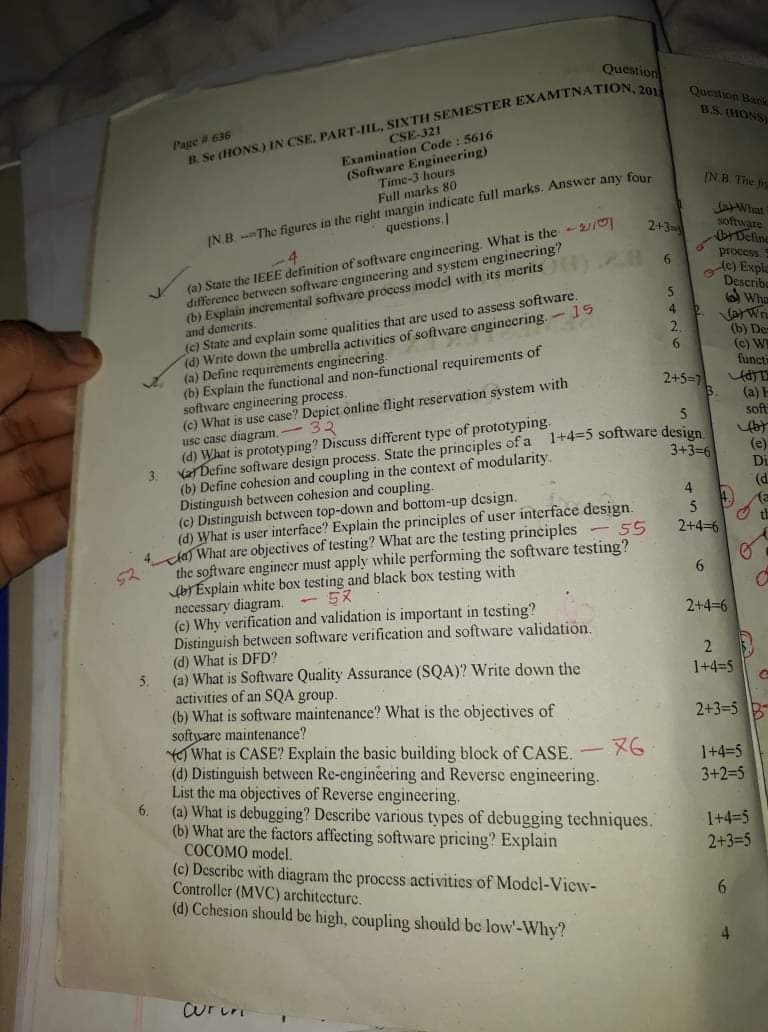 Question
Page # 636
B. Se (HONS.) IN CSE, PART-IIL, SIXTH SEMESTER EXAMTNATION, 201
CSE-321
Examination Code : 5616
(Software Engineering)
Time-3 hours
Full marks 80
[N.B. --=The figures in the right margin indicate full marks. Answer any four
questions.]
- 4
(a) State the IEEE definition of software engineering. What is the
difference between software engineering and system engineering? 2+3=
(b) Explain incremental software process model with its merits 6
and demerits.
(c) State and explain some qualities that are used to assess software. 5
(d) Write down the umbrella activities of software engineering. - 15 4
2. (a) Define requirements engineering. 2.
(b) Explain the functional and non-functional requirements of 6
software engineering process.
(c) What is use case? Depict online flight reservation system with 2+5=7
use case diagram. - 32
(d) What is prototyping? Discuss different type of prototyping. 5
3. (a) Define software design process. State the principles of a 1+4=5 software design.
(b) Define cohesion and coupling in the context of modularity. 3+3=6
Distinguish between cohesion and coupling.
(c) Distinguish between top-down and bottom-up design. 4
(d) What is user interface? Explain the principles of user interface design. 5
4. (a) What are objectives of testing? What are the testing principles - 55 2+4=6
52 the software engineer must apply while performing the software testing?
(b) Explain white box testing and black box testing with 6
necessary diagram. - 57
(c) Why verification and validation is important in testing? 2+4=6
Distinguish between software verification and software validation.
(d) What is DFD? 2
5. (a) What is Software Quality Assurance (SQA)? Write down the 1+4=5
activities of an SQA group.
(b) What is software maintenance? What is the objectives of 2+3=5
software maintenance?
(c) What is CASE? Explain the basic building block of CASE. - 76 1+4=5
(d) Distinguish between Re-engineering and Reverse engineering. 3+2=5
List the ma objectives of Reverse engineering.
6. (a) What is debugging? Describe various types of debugging techniques. 1+4=5
(b) What are the factors affecting software pricing? Explain 2+3=5
COCOMO model.
(c) Describe with diagram the process activities of Model-View- 6
Controller (MVC) architecture.
(d) Cohesion should be high, coupling should be low'-Why? 4
Question Bank
B.S. (HONS)
[N.B. The
(a) What
software
(b) Define
process.
(c) Expla
Describe
(d) Wha
2. (a) Wri
(b) De
(c) W
functi
(d) D
3. (a) E
soft
(b)
(e)
Di
(d
4. (a